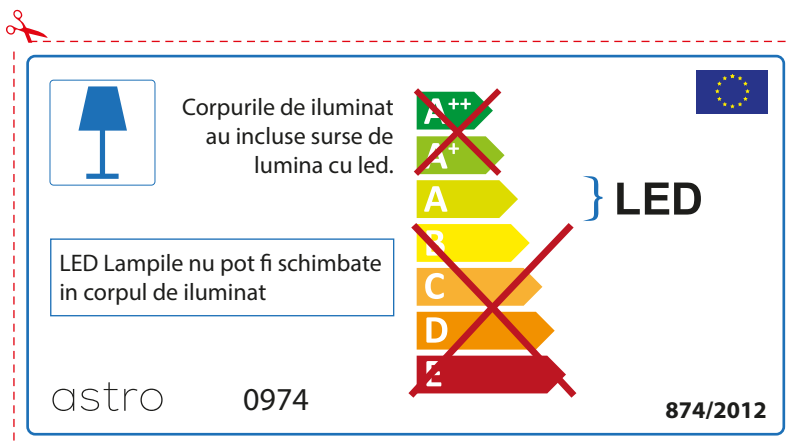 Corpurile de iluminat
au incluse surse de
lumina cu led.
LED Lampile nu pot fi schimbate
in corpul de iluminat
A++
A+
A
B
C
D
E
LED
astro
0974
874/2012